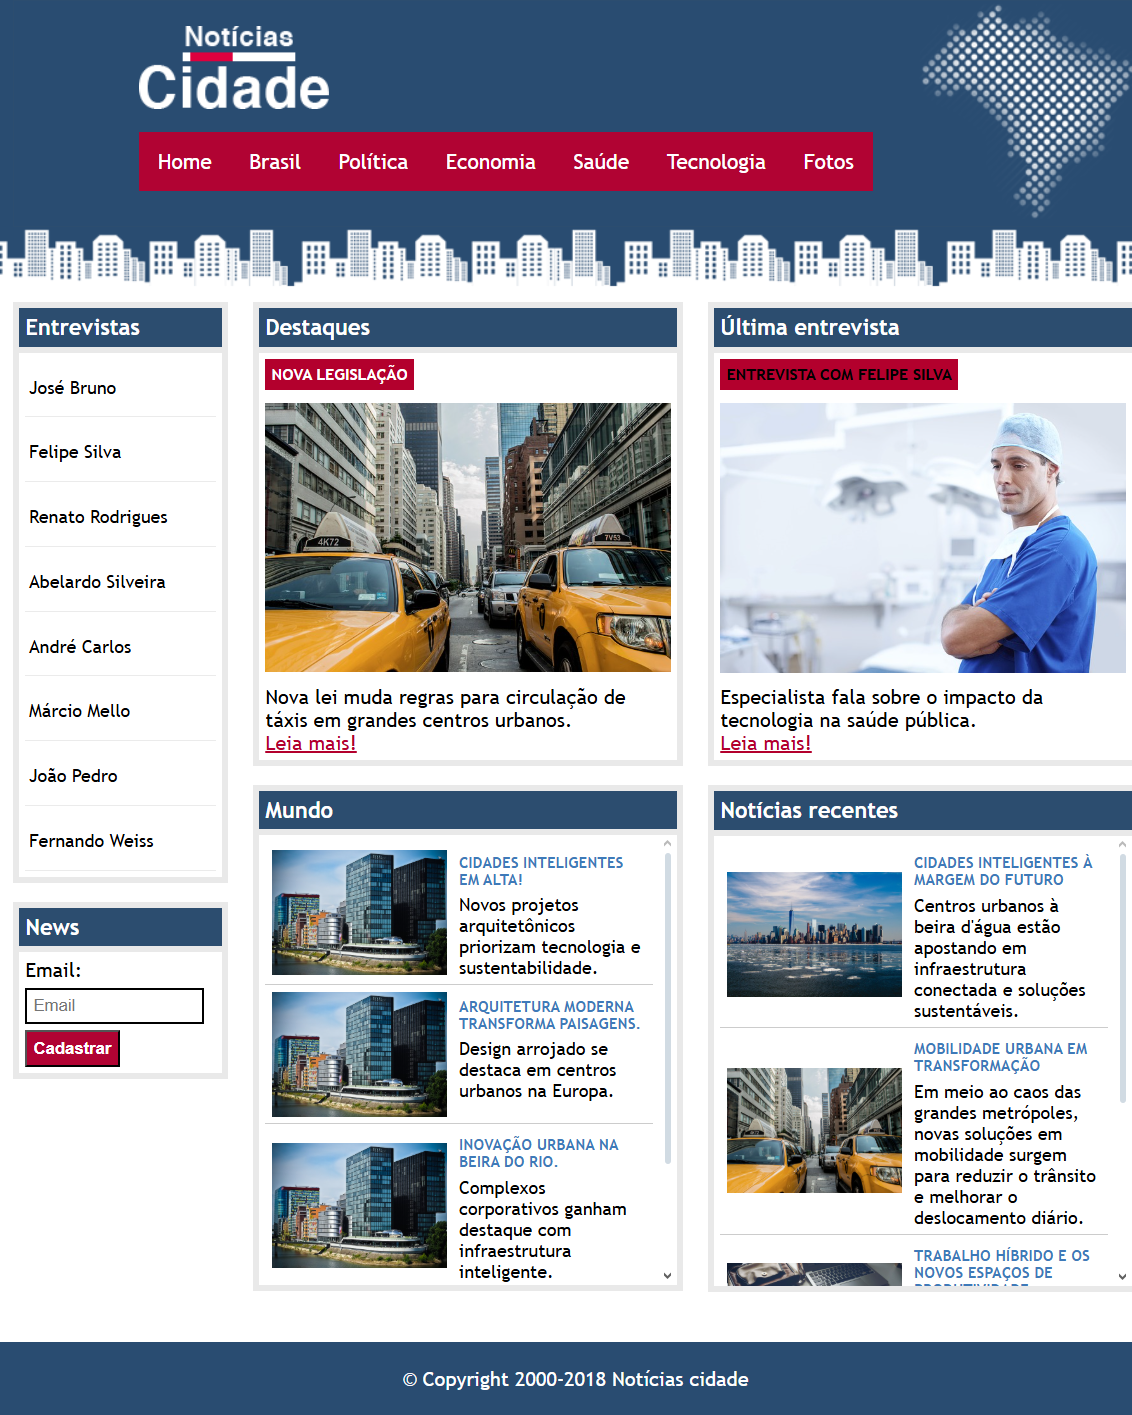 Notícias
Cidade
Home Brasil Política Economia Saúde Tecnologia Fotos
Entrevistas
José Bruno
Felipe Silva
Renato Rodrigues
Abelardo Silveira
André Carlos
Márcio Mello
João Pedro
Fernando Weiss
News
Email:
Email
Cadastrar
Destaques
NOVA LEGISLAÇÃO
4K72
7V53
Nova lei muda regras para circulação de
táxis em grandes centros urbanos.
Leia mais!
Última entrevista
ENTREVISTA COM FELIPE SILVA
Especialista fala sobre o impacto da
tecnologia na saúde pública.
Leia mais!
Mundo
CIDADES INTELIGENTES
EM ALTA!
Novos projetos
arquitetônicos
priorizam tecnologia e
sustentabilidade.
ARQUITETURA MODERNA
TRANSFORMA PAISAGENS.
Design arrojado se
destaca em centros
urbanos na Europa.
INOVAÇÃO URBANA NA
BEIRA DO RIO.
Complexos
corporativos ganham
destaque com
infraestrutura
inteligente.
Notícias recentes
CIDADES INTELIGENTES À
MARGEM DO FUTURO
Centros urbanos à
beira d'água estão
apostando em
infraestrutura
conectada e soluções
sustentáveis.
MOBILIDADE URBANA EM
TRANSFORMAÇÃO
Em meio ao caos das
grandes metrópoles,
novas soluções em
mobilidade surgem
para reduzir o trânsito
e melhorar o
deslocamento diário.
TRABALHO HÍBRIDO E OS
NOVOS ESPAÇOS DE
© Copyright 2000-2018 Notícias cidade